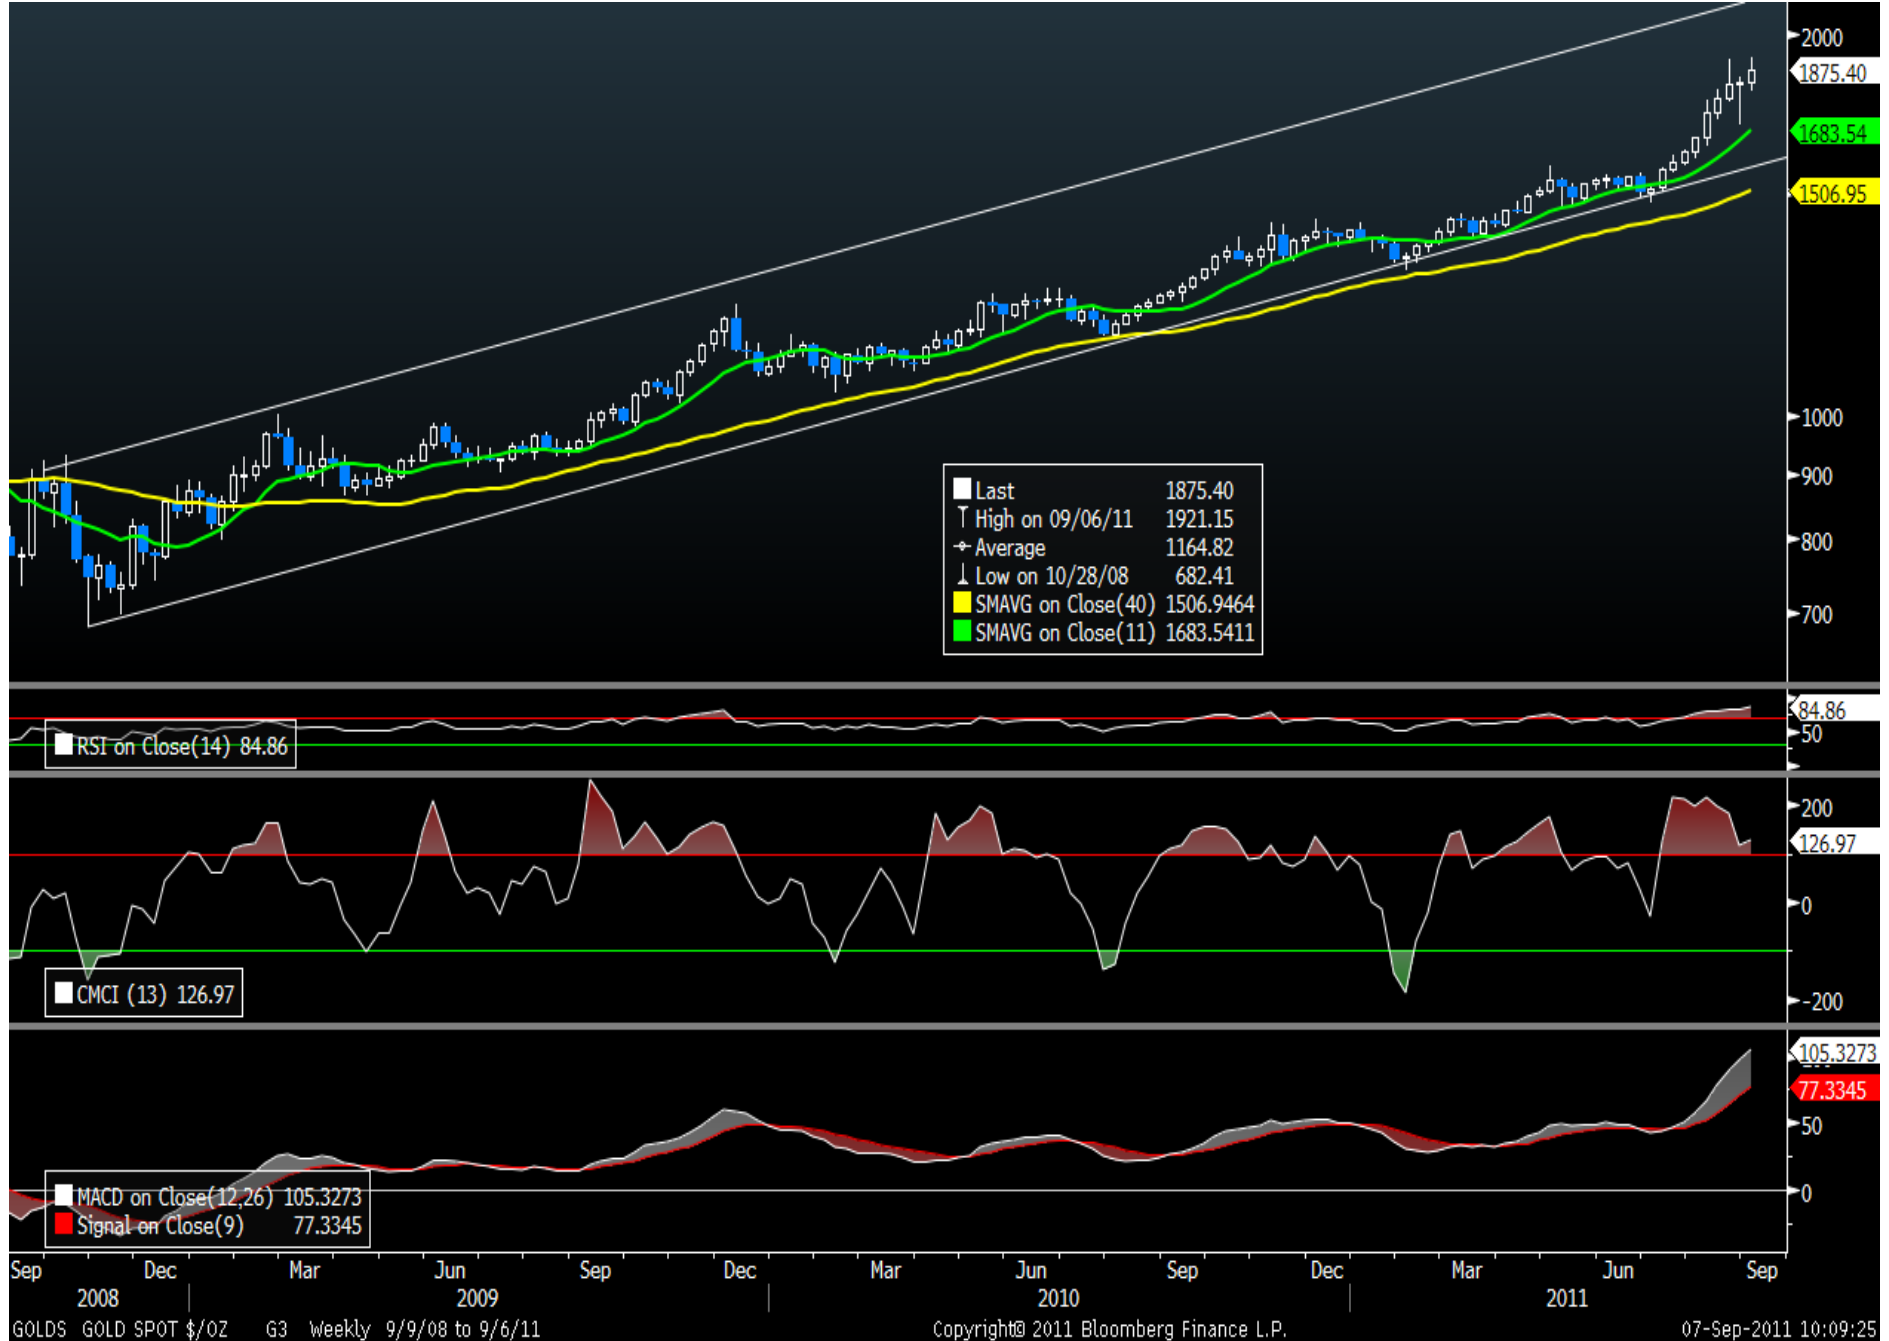 2000
1875.40
1683.54
1506.95
1000
900
800
700
Last 1875.40
High on 09/06/11 1921.15
Average 1164.82
Low on 10/28/08 682.41
SMAVG on Close(40) 1506.9464
SMAVG on Close(11) 1683.5411
84.86
50
RSI on Close(14) 84.86
200
126.97
0
-200
CMCI (13) 126.97
105.3273
77.3345
50
0
MACD on Close(12,26) 105.3273
Signal on Close(9) 77.3345
Sep Dec Mar Jun Sep Dec Mar Jun Sep Dec Mar Jun Sep
2008 2009 2010 2011
GOLDS GOLD SPOT $/OZ G3 Weekly 9/9/08 to 9/6/11 Copyright© 2011 Bloomberg Finance L.P. 07-Sep-2011 10:09:25